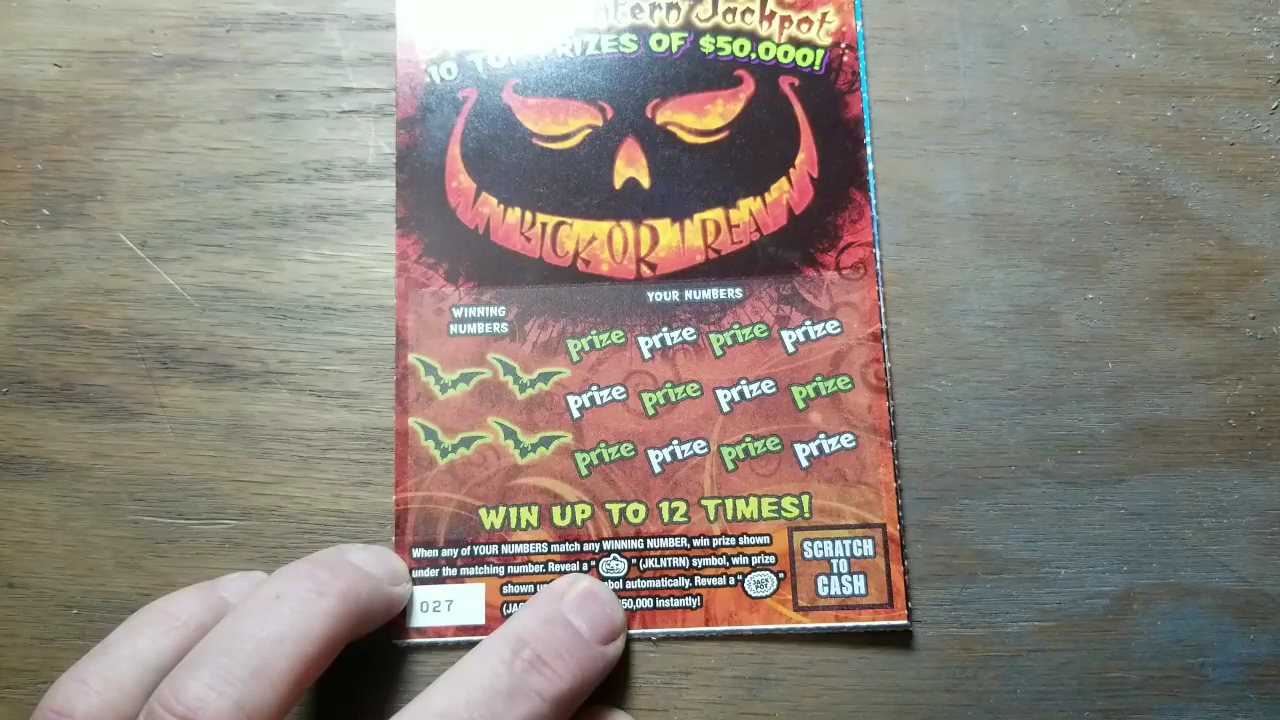 Jackpot
10 TOP PRIZES OF $50,000!
TRICK OR TREAT
YOUR NUMBERS
WINNING
NUMBERS
prize prize prize prize
prize prize prize prize
prize prize prize prize
WIN UP TO 12 TIMES!
When any of YOUR NUMBERS match any WINNING NUMBER, win prize shown
under the matching number. Reveal a " " (JKLNTRN) symbol, win prize
shown automatically. Reveal a "JACK POT"
50,000 instantly!
SCRATCH
TO
CASH
027